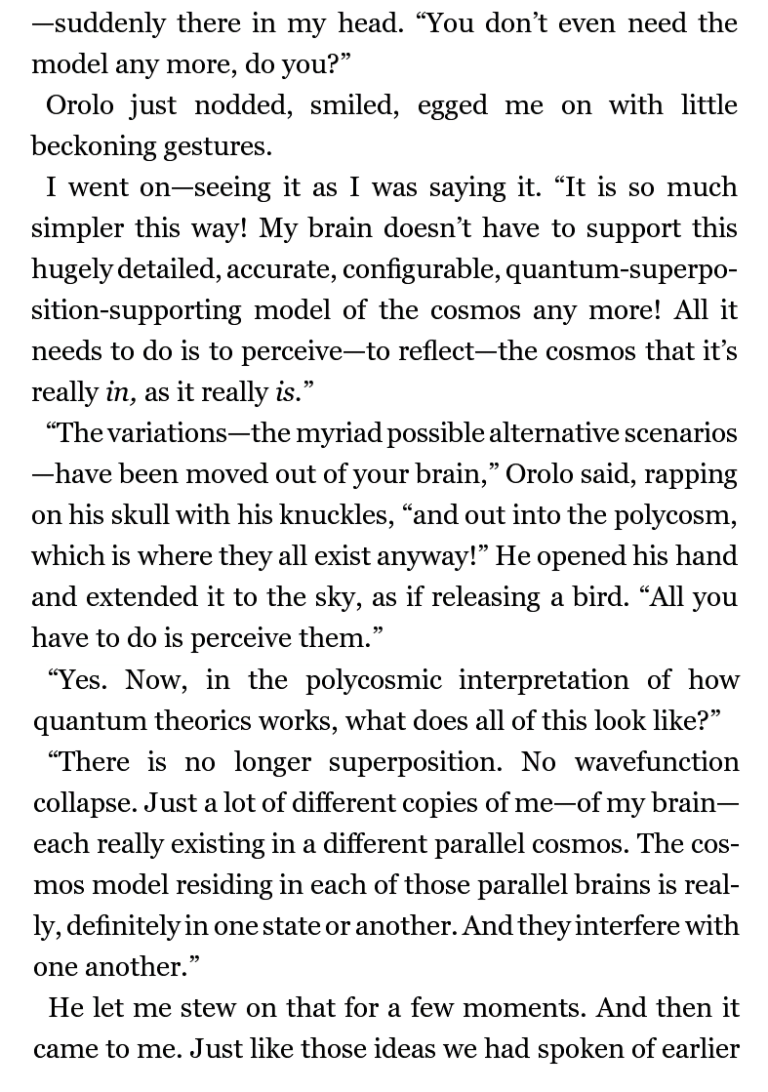 —suddenly there in my head. “You don’t even need the
model any more, do you?”
Orolo just nodded, smiled, egged me on with little
beckoning gestures.
I went on—seeing it as I was saying it. “It is so much
simpler this way! My brain doesn’t have to support this
hugely detailed, accurate, configurable, quantum-superpo-
sition-supporting model of the cosmos any more! All it
needs to do is to perceive—to reflect—the cosmos that it’s
really in, as it really is.”
“The variations—the myriad possible alternative scenarios
—have been moved out of your brain,” Orolo said, rapping
on his skull with his knuckles, “and out into the polycosm,
which is where they all exist anyway!” He opened his hand
and extended it to the sky, as if releasing a bird. “All you
have to do is perceive them.”
“Yes. Now, in the polycosmic interpretation of how
quantum theorics works, what does all of this look like?”
“There is no longer superposition. No wavefunction
collapse. Just a lot of different copies of me—of my brain—
each really existing in a different parallel cosmos. The cos-
mos model residing in each of those parallel brains is real-
ly, definitely in one state or another. And they interfere with
one another.”
He let me stew on that for a few moments. And then it
came to me. Just like those ideas we had spoken of earlier